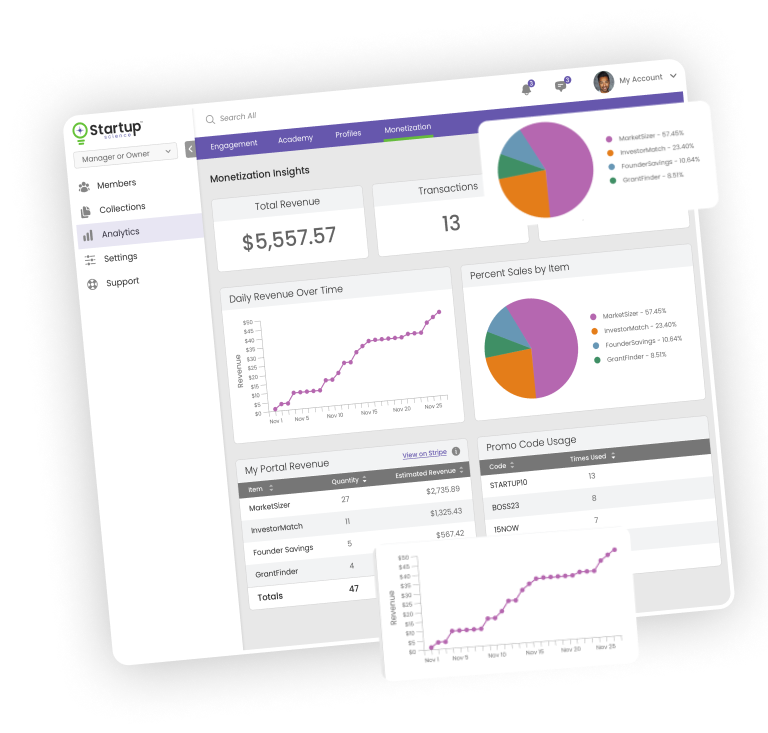 Startup
science
Search All
3
3
My Account
Manager or Owner
Members
Collections
Analytics
Settings
Support
Engagement
Academy
Profiles
Monetization
Monetization Insights
Total Revenue
$5,557.57
Transactions
13
MarketSizer - 57.45%
InvestorMatch - 23.40%
FounderSavings - 10.64%
GrantFinder - 8.51%
Daily Revenue Over Time
Revenue
$50
$45
$40
$35
$30
$25
$20
$15
$10
$5
$0
Nov 1
Nov 5
Nov 10
Nov 15
Nov 20
Nov 25
Percent Sales by Item
MarketSizer - 57.45%
InvestorMatch - 23.40%
FounderSavings - 10.64%
GrantFinder - 8.51%
My Portal Revenue
View on Stripe
Item
Quantity
Estimated Revenue
MarketSizer
27
$2,735.89
InvestorMatch
11
$1,325.43
Founder Savings
5
$567.42
GrantFinder
4
Totals
47
Promo Code Usage
Code
Times Used
STARTUP10
13
BOSS23
8
15NOW
7
Revenue
$50
$45
$40
$35
$30
$25
$20
$15
$10
$5
$0
Nov 1
Nov 5
Nov 10
Nov 15
Nov 20
Nov 25